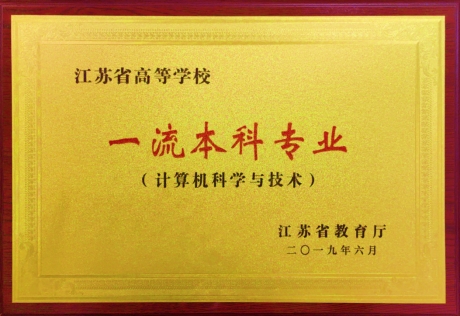 江苏省高等学校
一流本科专业
（计算机科学与技术）
江苏省教育厅
二〇一九年六月